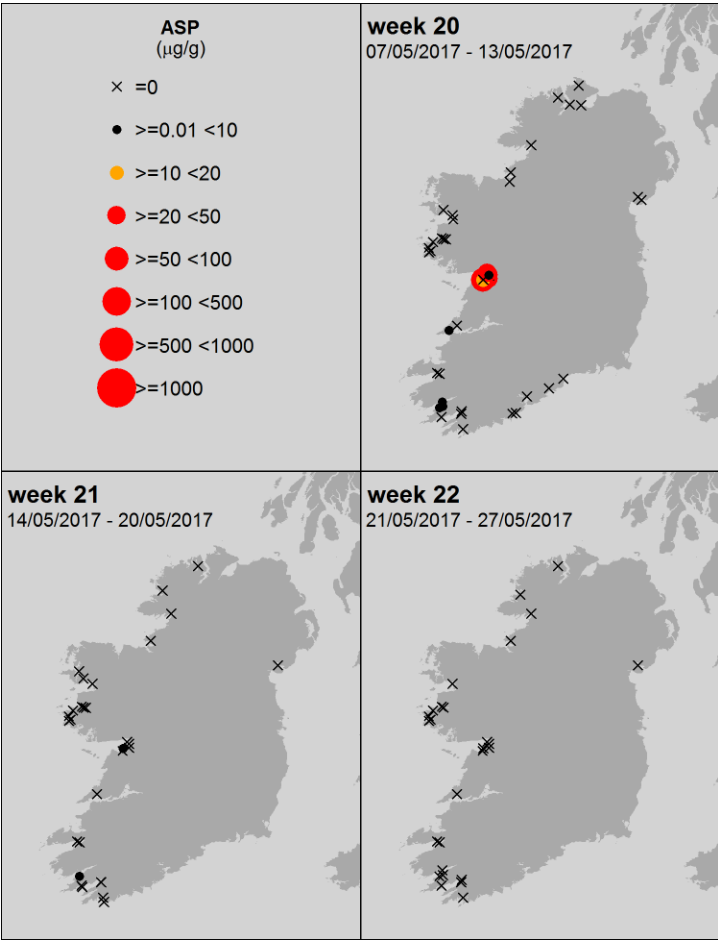 ASP
(µg/g)
=0
>=0.01 <10
>=10 <20
>=20 <50
>=50 <100
>=100 <500
>=500 <1000
>=1000
week 20
07/05/2017 - 13/05/2017
week 21
14/05/2017 - 20/05/2017
week 22
21/05/2017 - 27/05/2017